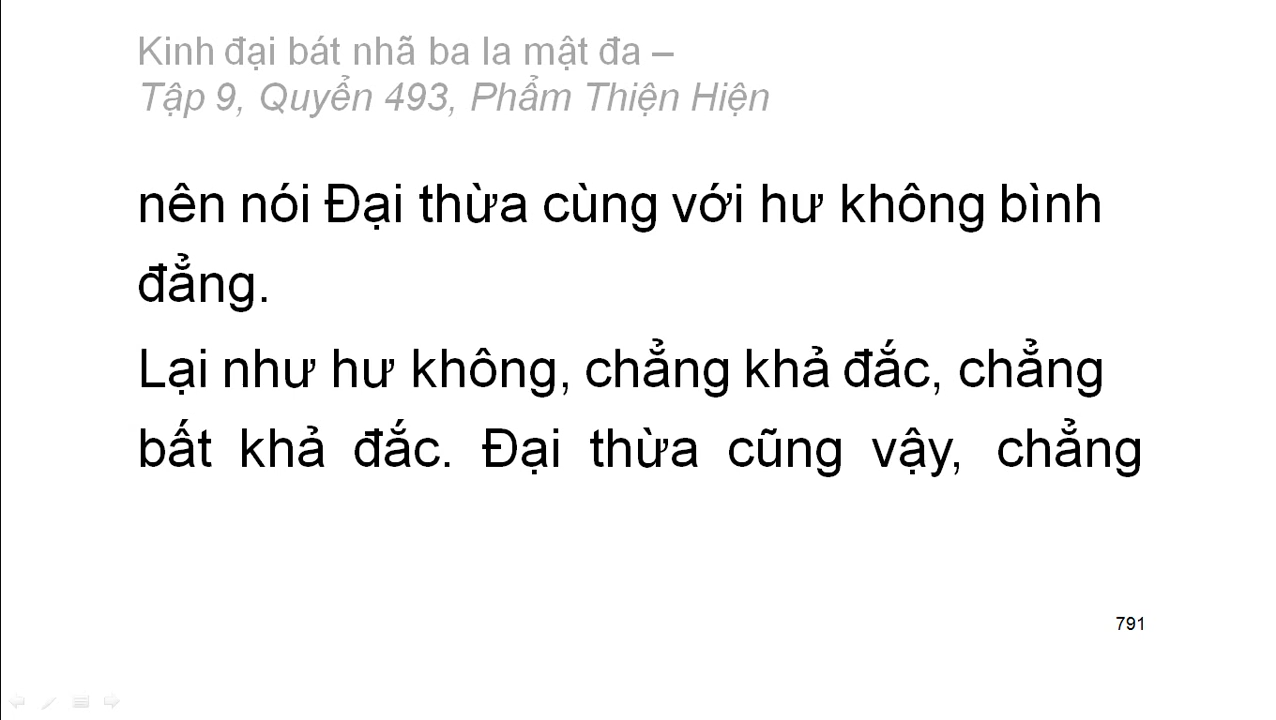 Kinh đại bát nhã ba la mật đa –
Tập 9, Quyển 493, Phẩm Thiện Hiện
nên nói Đại thừa cùng với hư không bình
đẳng.
Lại như hư không, chẳng khả đắc, chẳng
bất khả đắc. Đại thừa cũng vậy, chẳng
791